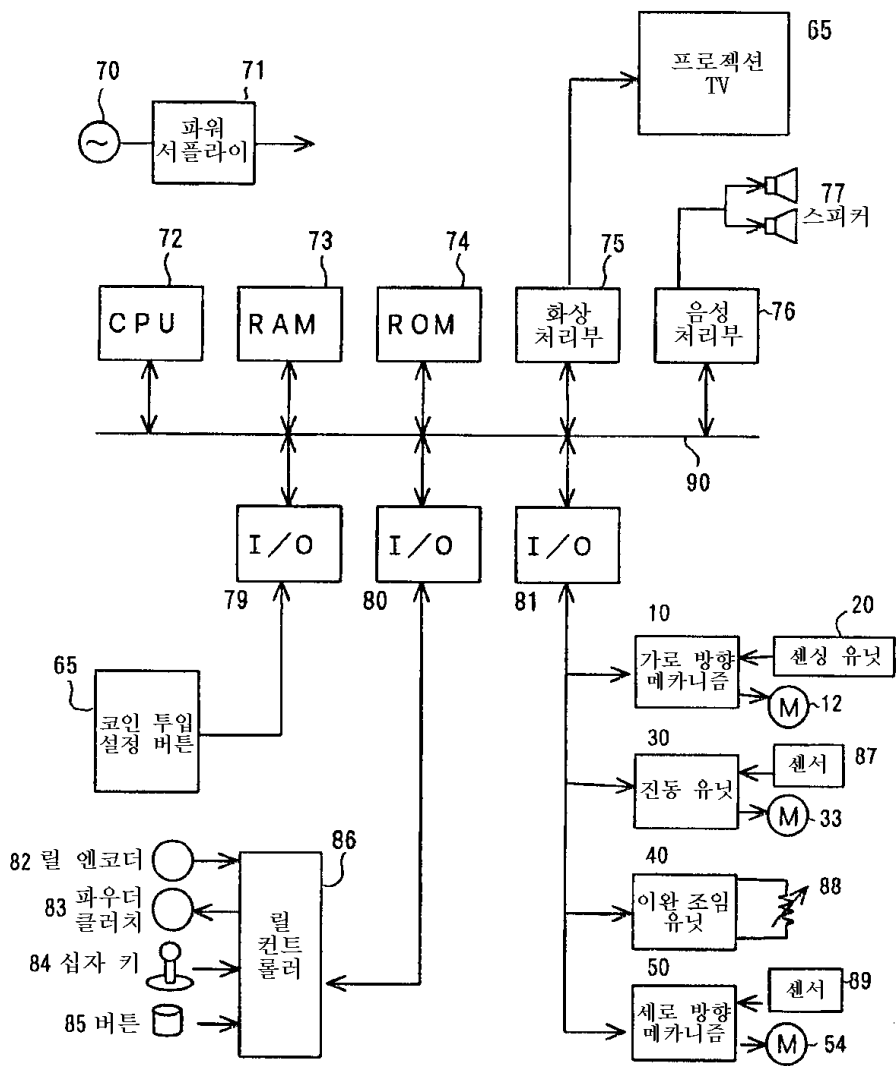 65
프로젝션
TV
70
71
파워
서플라이
~
77
스피커
72
73
74
75
76
CPU
RAM
ROM
화상
처리부
음성
처리부
90
I/O
I/O
I/O
79
80
81
10
20
가로 방향
메카니즘
센싱 유닛
M
12
65
코인 투입
설정 버튼
30
87
진동 유닛
센서
M
33
82 릴 엔코더
86
83 파우더
클러치
릴
컨트
롤러
84 십자 키
85 버튼
40
이완 조임
유닛
88
50
89
세로 방향
메카니즘
센서
M
54